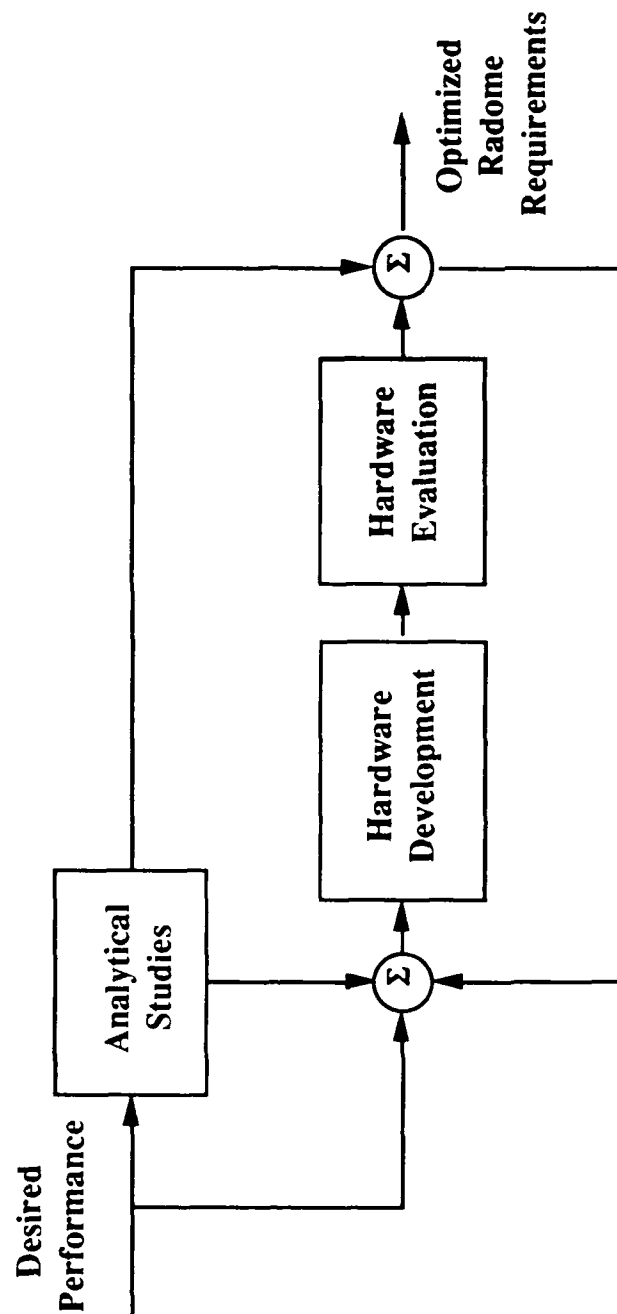 Desired
Performance
Analytical
Studies
Σ
Hardware
Development
Hardware
Evaluation
Σ
Optimized
Radome
Requirements